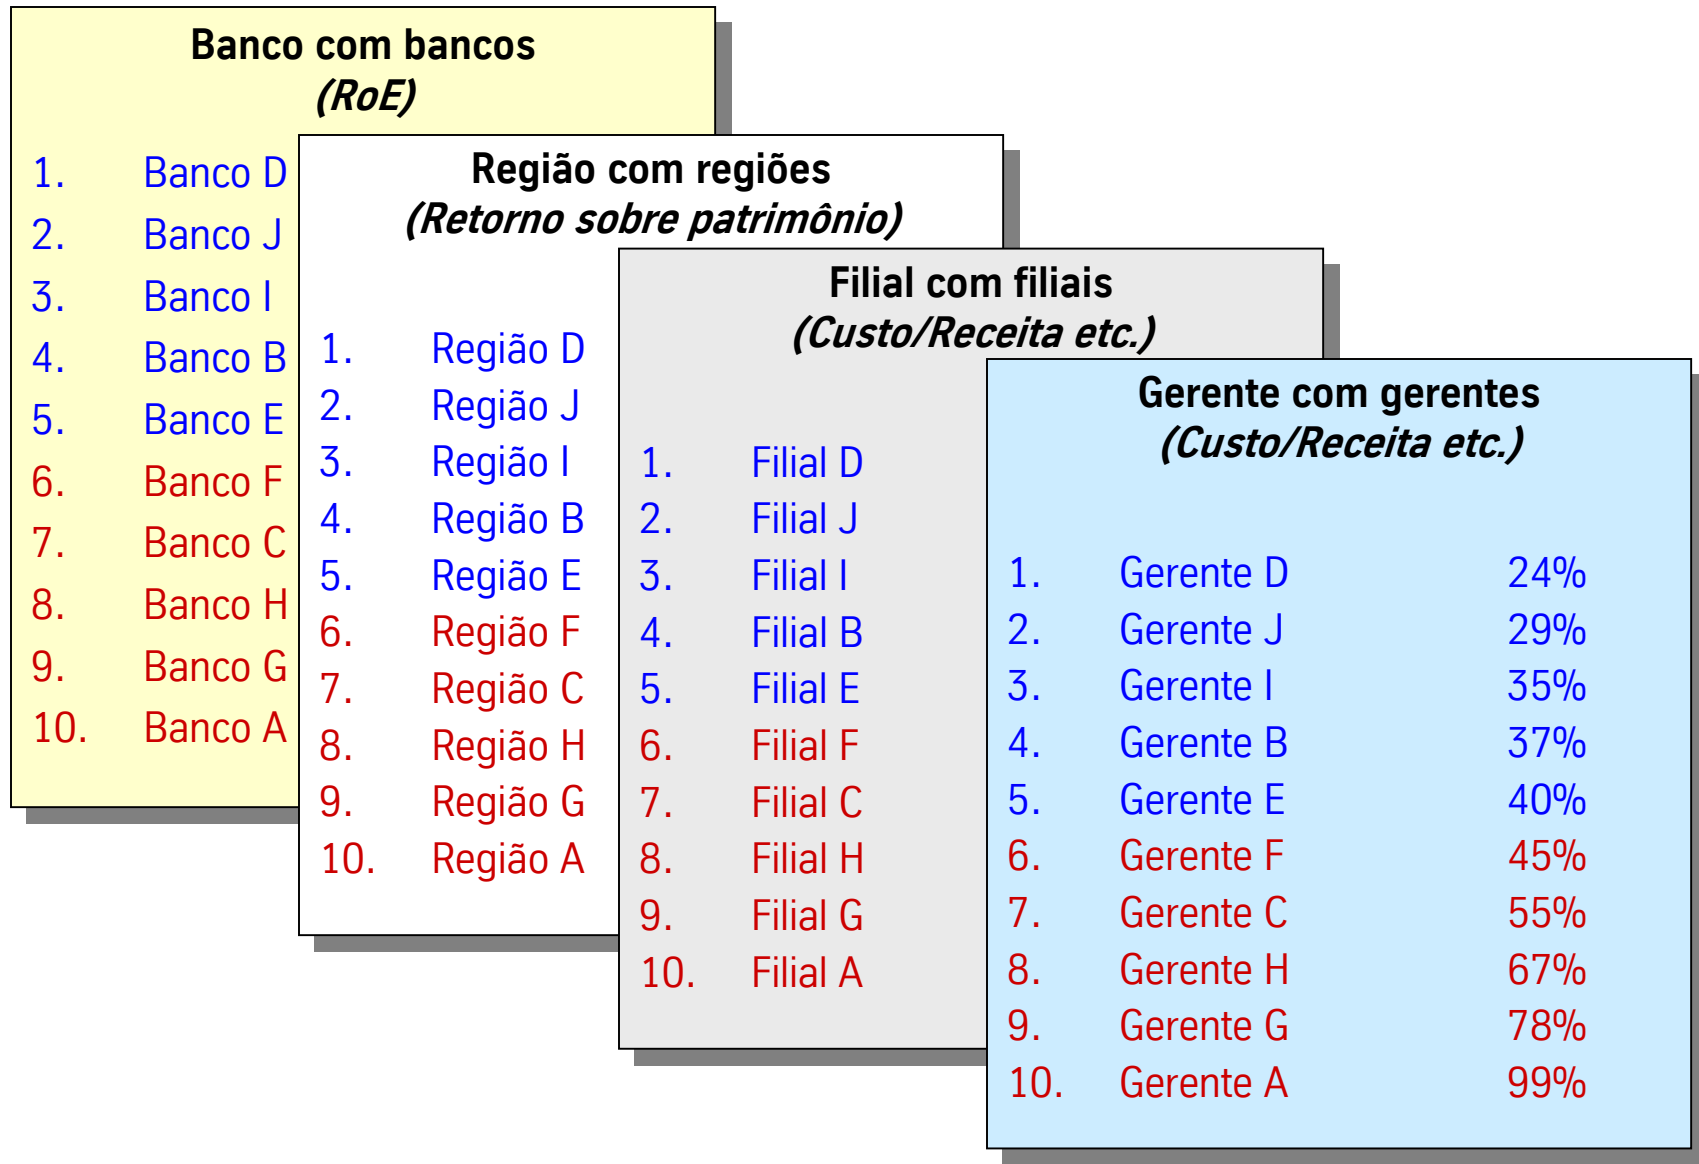 Banco com bancos
(RoE)
1. Banco D
2. Banco J
3. Banco I
4. Banco B
5. Banco E
6. Banco F
7. Banco C
8. Banco H
9. Banco G
10. Banco A
Região com regiões
(Retorno sobre patrimônio)
1. Região D
2. Região J
3. Região I
4. Região B
5. Região E
6. Região F
7. Região C
8. Região H
9. Região G
10. Região A
Filial com filiais
(Custo/Receita etc.)
1. Filial D
2. Filial J
3. Filial I
4. Filial B
5. Filial E
6. Filial F
7. Filial C
8. Filial H
9. Filial G
10. Filial A
Gerente com gerentes
(Custo/Receita etc.)
1. Gerente D 24%
2. Gerente J 29%
3. Gerente I 35%
4. Gerente B 37%
5. Gerente E 40%
6. Gerente F 45%
7. Gerente C 55%
8. Gerente H 67%
9. Gerente G 78%
10. Gerente A 99%